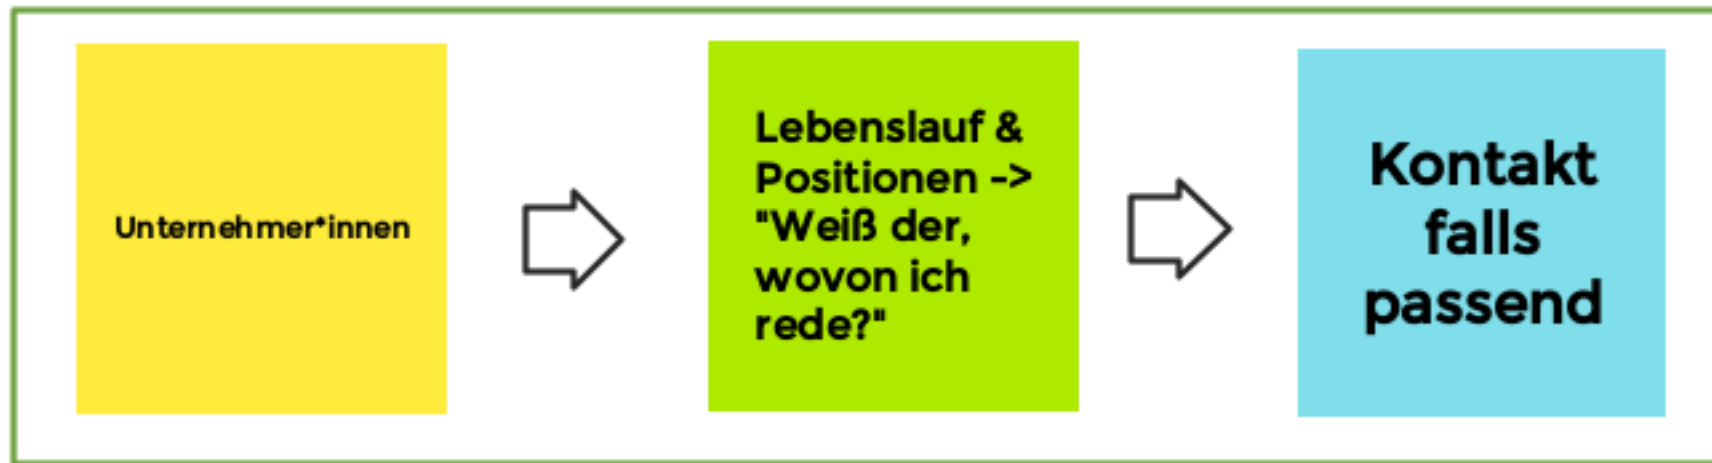 Unternehmer*innen
Lebenslauf &
Positionen ->
"Weiß der,
wovon ich
rede?"
Kontakt
falls
passend